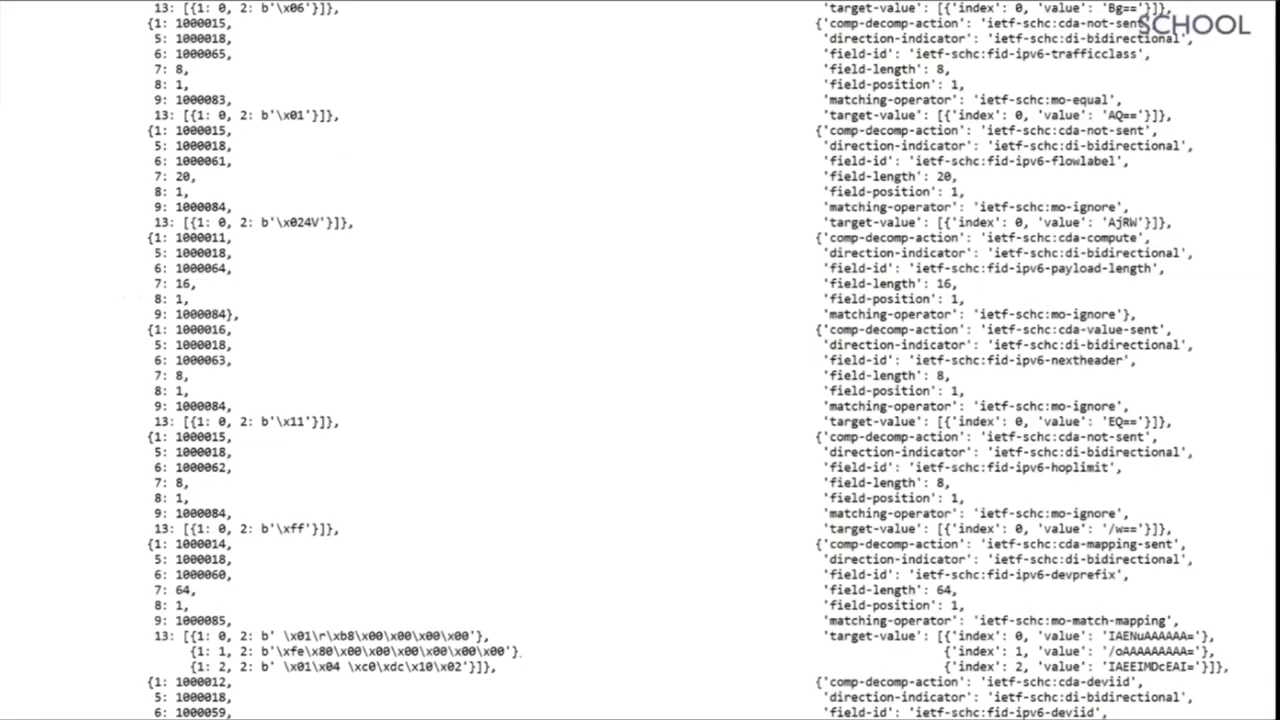 13: [{1: 0, 2: b'\x06'}]},
{1: 1000015,
5: 1000018,
6: 1000065,
7: 8,
8: 1,
9: 1000083,
13: [{1: 0, 2: b'\x01'}]},
{1: 1000015,
5: 1000018,
6: 1000061,
7: 20,
8: 1,
9: 1000084,
13: [{1: 0, 2: b'\x024V'}]},
{1: 1000011,
5: 1000018,
6: 1000064,
7: 16,
8: 1,
9: 1000084},
{1: 1000016,
5: 1000018,
6: 1000063,
7: 8,
8: 1,
9: 1000084,
13: [{1: 0, 2: b'\x11'}]},
{1: 1000015,
5: 1000018,
6: 1000062,
7: 8,
8: 1,
9: 1000084,
13: [{1: 0, 2: b'\xff'}]},
{1: 1000014,
5: 1000018,
6: 1000060,
7: 64,
8: 1,
9: 1000085,
13: [{1: 0, 2: b' \x01\r\xb8\x00\x00\x00\x00'},
{1: 1, 2: b'\xfe\x80\x00\x00\x00\x00\x00\x00'},
{1: 2, 2: b' \x01\x04 \xc0\xdc\x10\x02'}]},
{1: 1000012,
5: 1000018,
6: 1000059,
'target-value': [{'index': 0, 'value': 'Bg=='}]},
{'comp-decomp-action': 'ietf-schc:cda-not-sent',
'direction-indicator': 'ietf-schc:di-bidirectional',
'field-id': 'ietf-schc:fid-ipv6-trafficclass',
'field-length': 8,
'field-position': 1,
'matching-operator': 'ietf-schc:mo-equal',
'target-value': [{'index': 0, 'value': 'AQ=='}]},
{'comp-decomp-action': 'ietf-schc:cda-not-sent',
'direction-indicator': 'ietf-schc:di-bidirectional',
'field-id': 'ietf-schc:fid-ipv6-flowlabel',
'field-length': 20,
'field-position': 1,
'matching-operator': 'ietf-schc:mo-ignore',
'target-value': [{'index': 0, 'value': 'AjRW'}]},
{'comp-decomp-action': 'ietf-schc:cda-compute',
'direction-indicator': 'ietf-schc:di-bidirectional',
'field-id': 'ietf-schc:fid-ipv6-payload-length',
'field-length': 16,
'field-position': 1,
'matching-operator': 'ietf-schc:mo-ignore'},
{'comp-decomp-action': 'ietf-schc:cda-value-sent',
'direction-indicator': 'ietf-schc:di-bidirectional',
'field-id': 'ietf-schc:fid-ipv6-nextheader',
'field-length': 8,
'field-position': 1,
'matching-operator': 'ietf-schc:mo-ignore',
'target-value': [{'index': 0, 'value': 'EQ=='}]},
{'comp-decomp-action': 'ietf-schc:cda-not-sent',
'direction-indicator': 'ietf-schc:di-bidirectional',
'field-id': 'ietf-schc:fid-ipv6-hoplimit',
'field-length': 8,
'field-position': 1,
'matching-operator': 'ietf-schc:mo-ignore',
'target-value': [{'index': 0, 'value': '/w=='}]},
{'comp-decomp-action': 'ietf-schc:cda-mapping-sent',
'direction-indicator': 'ietf-schc:di-bidirectional',
'field-id': 'ietf-schc:fid-ipv6-devprefix',
'field-length': 64,
'field-position': 1,
'matching-operator': 'ietf-schc:mo-match-mapping',
'target-value': [{'index': 0, 'value': 'IAENuAAAAAA='},
{'index': 1, 'value': '/oAAAAAAAAA='},
{'index': 2, 'value': 'IAEEIMDcEAI='}]},
{'comp-decomp-action': 'ietf-schc:cda-deviid',
'direction-indicator': 'ietf-schc:di-bidirectional',
'field-id': 'ietf-schc:fid-ipv6-deviid',
SCHOOL